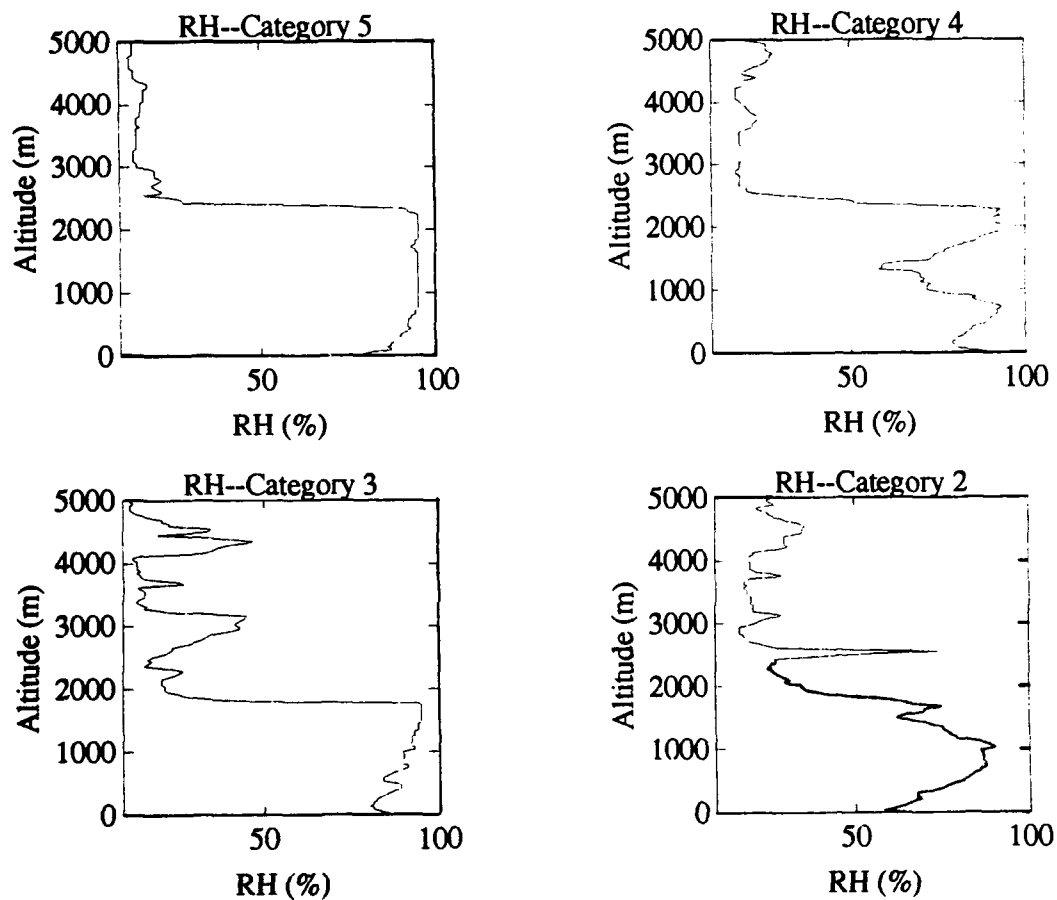 RH--Category 5
5000
4000
3000
2000
1000
0
Altitude (m)
50
100
RH (%)
RH--Category 4
5000
4000
3000
2000
1000
0
Altitude (m)
50
100
RH (%)
RH--Category 3
5000
4000
3000
2000
1000
0
Altitude (m)
50
100
RH (%)
RH--Category 2
5000
4000
3000
2000
1000
0
Altitude (m)
50
100
RH (%)